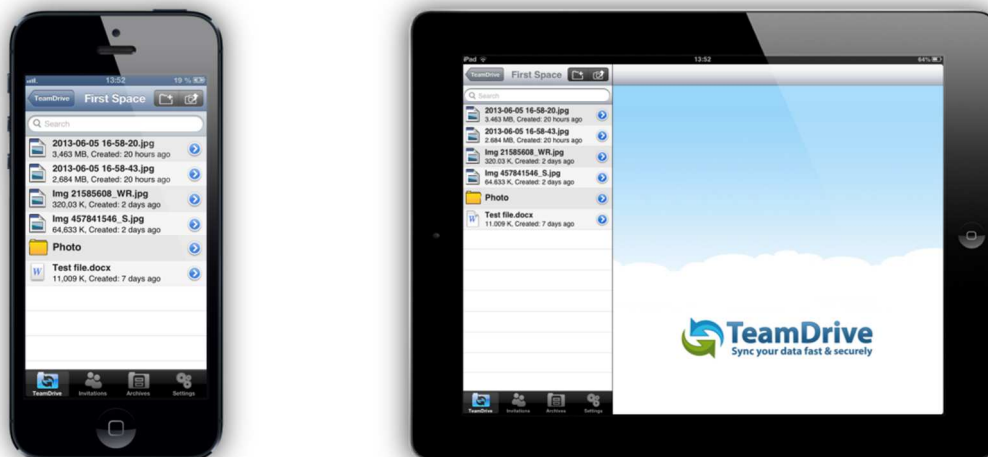 13:52
19 %
TeamDrive
First Space
Search
2013-06-05 16-58-20.jpg
3,463 MB, Created: 20 hours ago
2013-06-05 16-58-43.jpg
2,684 MB, Created: 20 hours ago
Img 21585608_WR.jpg
320,03 K, Created: 2 days ago
Img 457841546_S.jpg
64,633 K, Created: 2 days ago
Photo
Test file.docx
11,009 K, Created: 7 days ago
TeamDrive Invitations Archives Settings
iPad
13:52
64%
TeamDrive
First Space
Search
2013-06-05 16-58-20.jpg
3.463 MB, Created: 20 hours ago
2013-06-05 16-58-43.jpg
2.684 MB, Created: 20 hours ago
Img 21585608_WR.jpg
320.03 K, Created: 2 days ago
Img 457841546_S.jpg
64.633 K, Created: 2 days ago
Photo
Test file.docx
11.009 K, Created: 7 days ago
TeamDrive Invitations Archives Settings
TeamDrive
Sync your data fast & securely